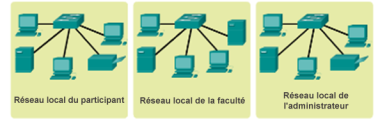 Réseau local du participant
Réseau local de la faculté
Réseau local de
l'administrateur